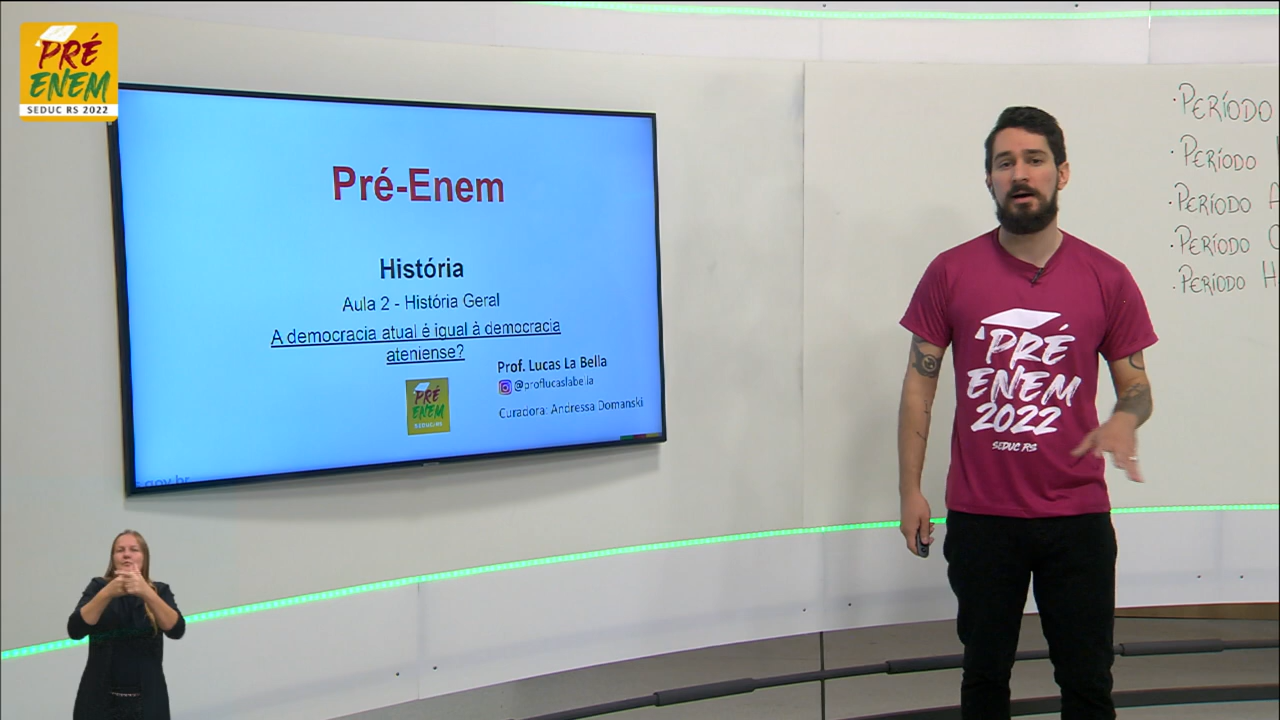 PRÉ
ENEM
SEDUC RS 2022
Pré-Enem
História
Aula 2 - História Geral
A democracia atual é igual à democracia
ateniense?
Prof. Lucas La Bella
@proflucaslabella
Curadora: Andressa Domanski
PRÉ
ENEM
SEDUC RS
.gov.br
PRÉ
ENEM
2022
SEDUC RS
· PERÍODO
· PERÍODO
· PERÍODO A
· PERÍODO
· PERÍODO H